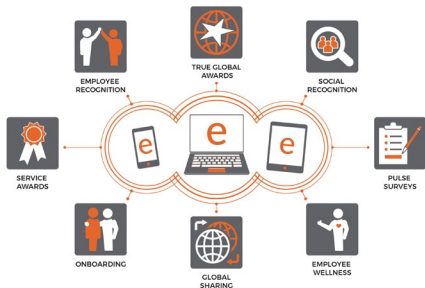 EMPLOYEE
RECOGNITION
TRUE GLOBAL
AWARDS
SOCIAL
RECOGNITION
SERVICE
AWARDS
e
e
e
PULSE
SURVEYS
ONBOARDING
GLOBAL
SHARING
EMPLOYEE
WELLNESS